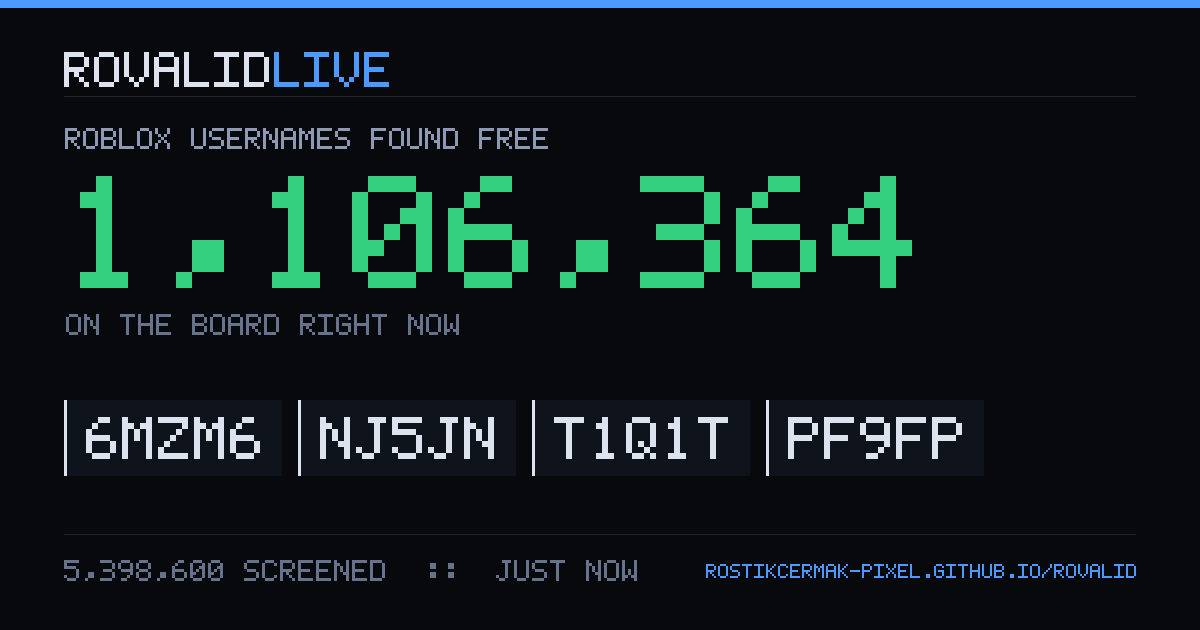 ROVALIDLIVE
ROBLOX USERNAMES FOUND FREE
1,106,364
ON THE BOARD RIGHT NOW
6MZM6 NJ5JN T1Q1T PF9FP
5,398,600 SCREENED :: JUST NOW ROSTIKCERMAK-PIXEL.GITHUB.IO/ROVALID